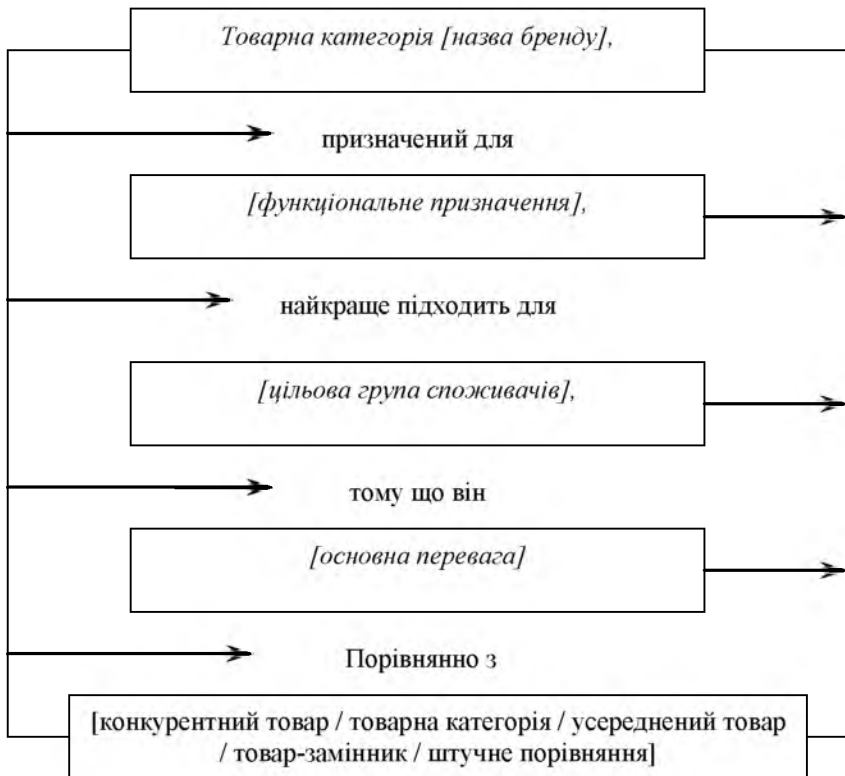 Товарна категорія [назва бренду],
призначений для
[функціональне призначення],
найкраще підходить для
[цільова група споживачів],
тому що він
[основна перевага]
Порівнянно з
[конкурентний товар / товарна категорія / усереднений товар
/ товар-замінник / штучне порівняння]